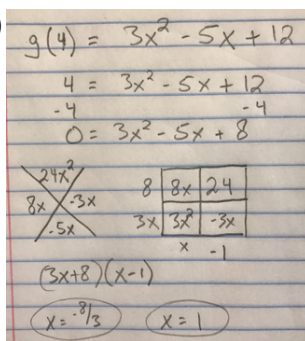 g(4) = 3x² - 5x + 12
4 = 3x² - 5x + 12
-4 -4
0 = 3x² - 5x + 8
24x²
8x -3x
-5x
8 8x 24
3x 3x² -3x
x -1
(3x+8)(x-1)
x = -8/3 x = 1